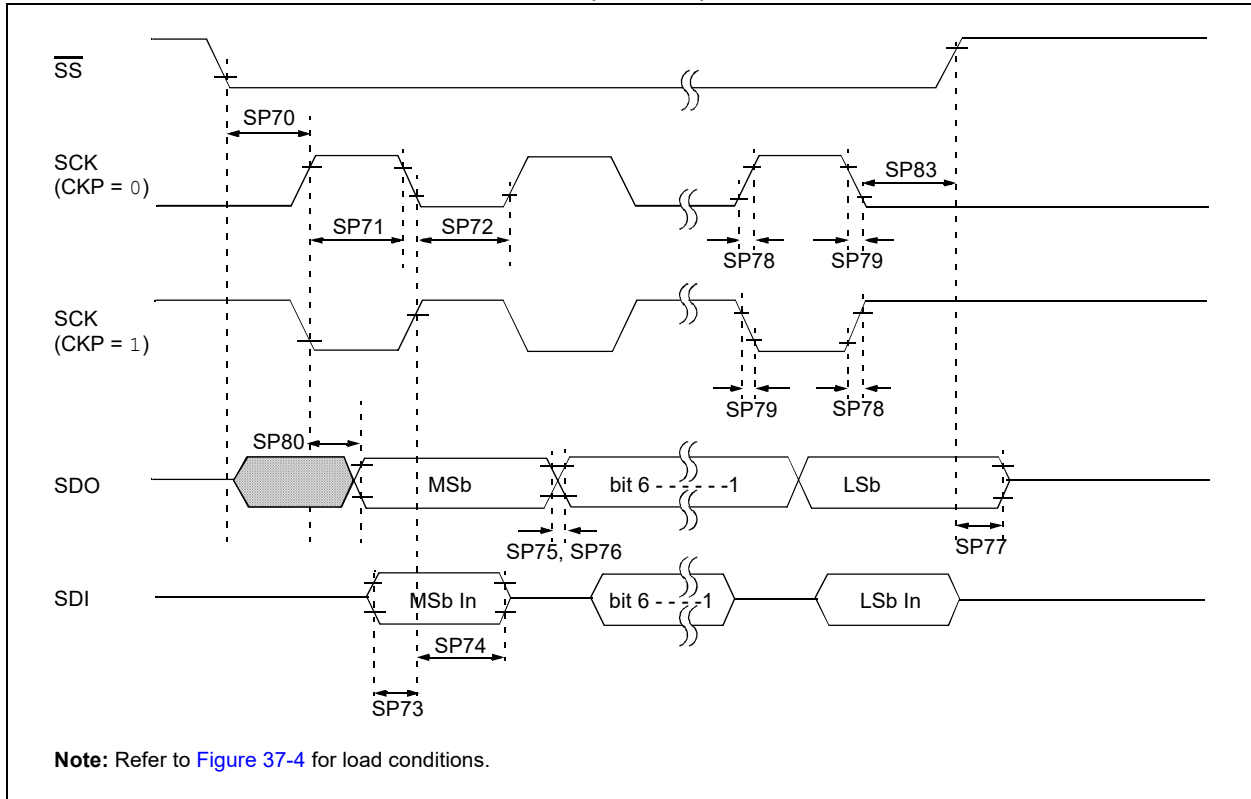 SS
SP70
SCK
(CKP = 0)
SP83
SP71
SP72
SP78
SP79
SCK
(CKP = 1)
SP79
SP78
SP80
SDO
MSb
bit 6 - - - - - -1
LSb
SP75, SP76
SP77
SDI
MSb In
bit 6 - - - -1
LSb In
SP74
SP73
Note: Refer to Figure 37-4 for load conditions.